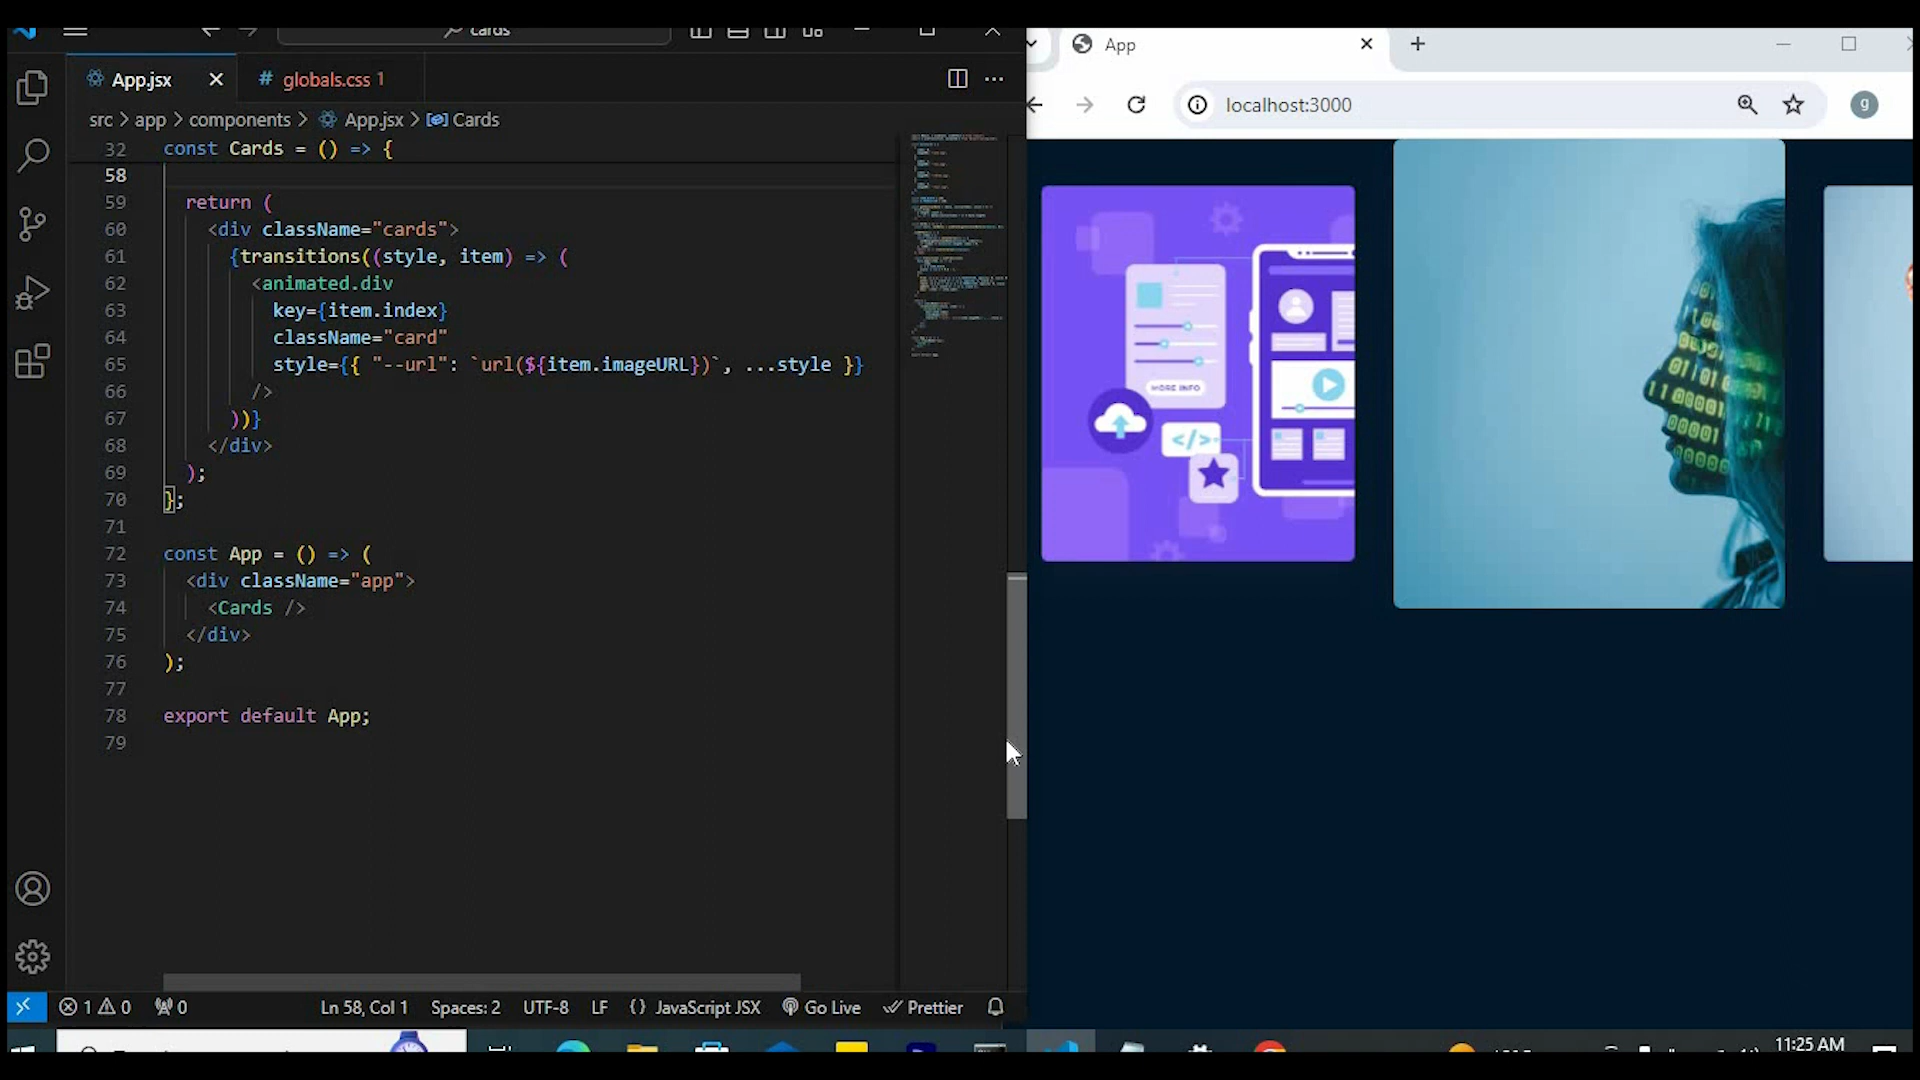 cards
App.jsx
# globals.css 1
src > app > components > App.jsx > Cards
32 const Cards = () => {
58
59 return (
60 <div className="cards">
61 {transitions((style, item) => (
62 <animated.div
63 key={item.index}
64 className="card"
65 style={{ "--url": `url(${item.imageURL})`, ...style }}
66 />
67 ))}
68 </div>
69 );
70 };
71
72 const App = () => (
73 <div className="app">
74 <Cards />
75 </div>
76 );
77
78 export default App;
79
1 0 0 Ln 58, Col 1 Spaces: 2 UTF-8 LF {} JavaScript JSX Go Live Prettier
App
localhost:3000
g
MORE INFO
</>
11:25 AM